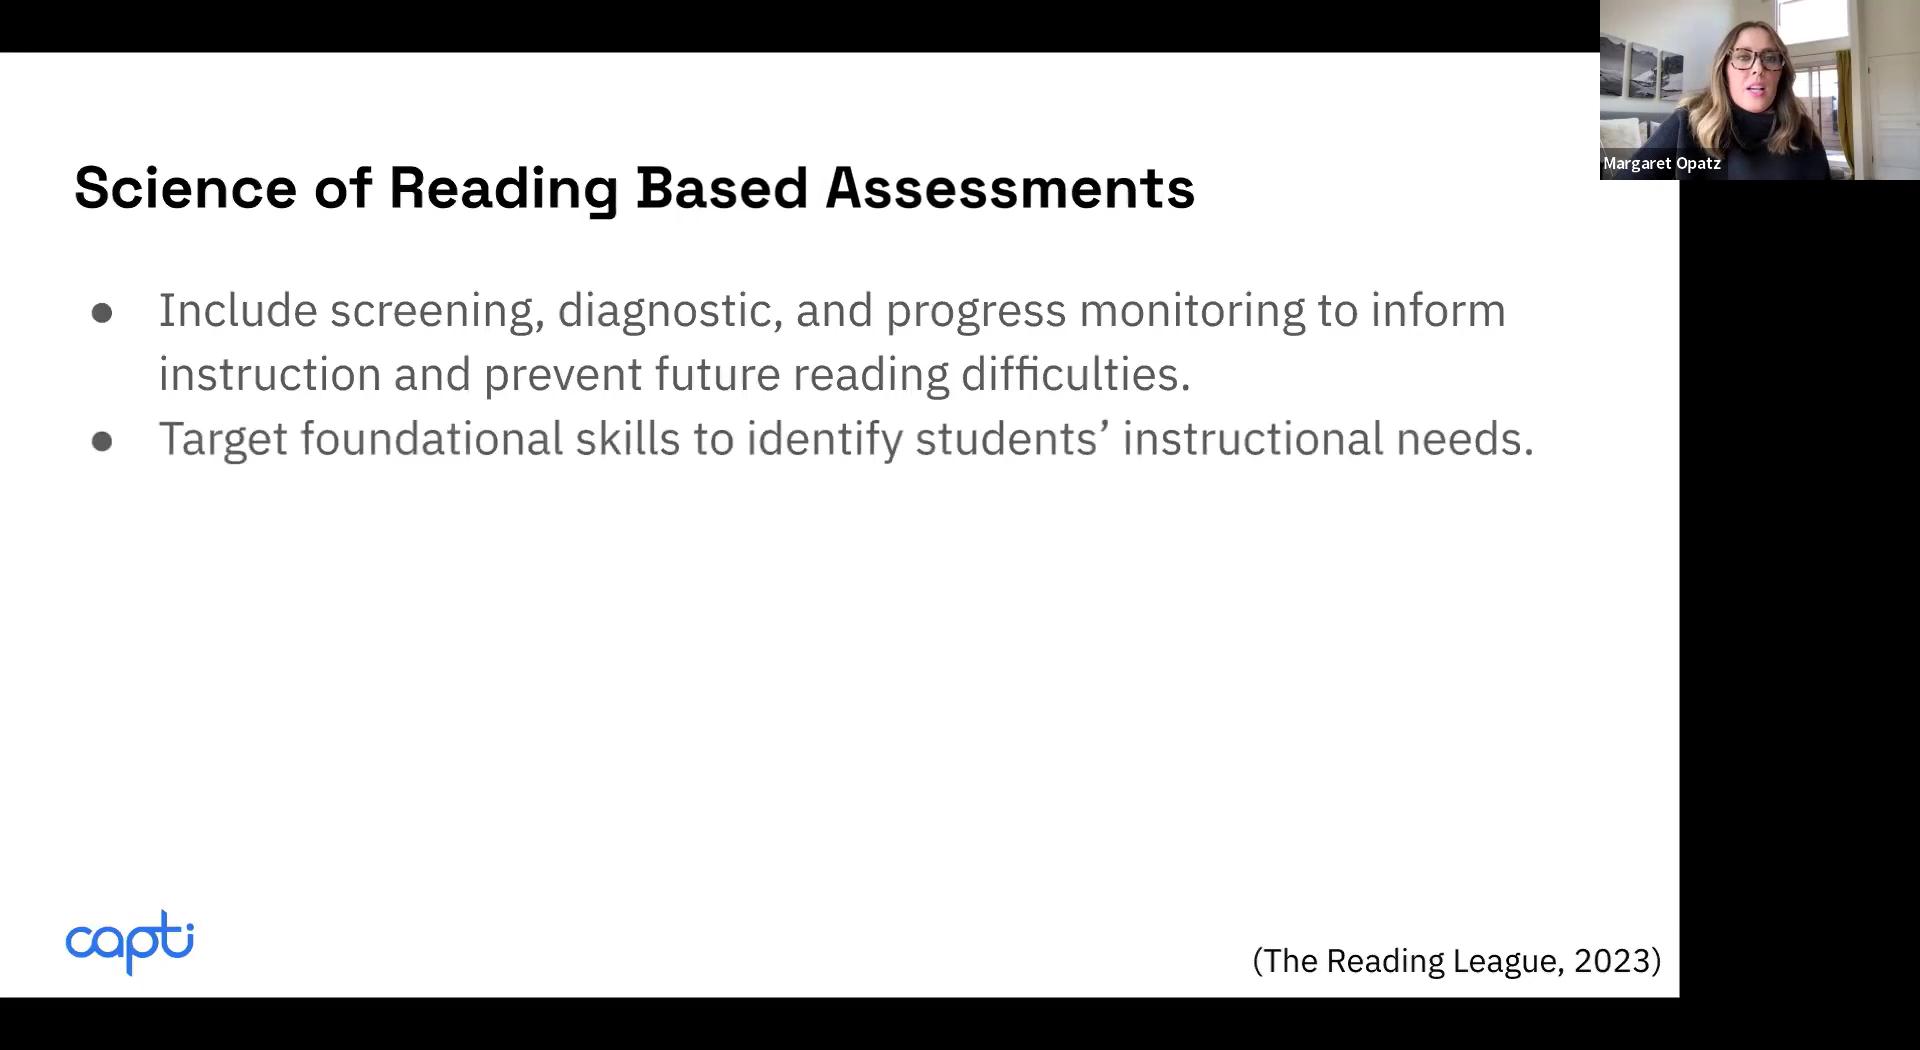 Margaret Opatz
Science of Reading Based Assessments
● Include screening, diagnostic, and progress monitoring to inform
instruction and prevent future reading difficulties.
● Target foundational skills to identify students’ instructional needs.
capti
(The Reading League, 2023)